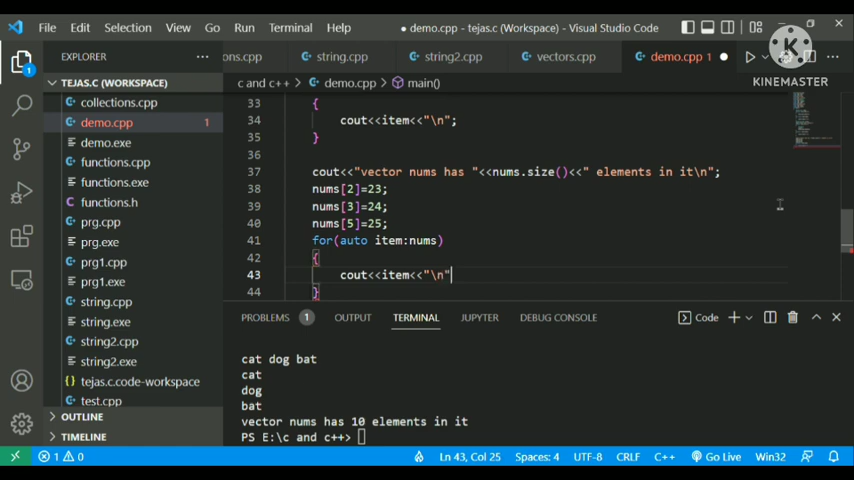 File Edit Selection View Go Run Terminal Help ● demo.cpp - tejas.c (Workspace) - Visual Studio Code
K
KINEMASTER
EXPLORER ···
ons.cpp string.cpp string2.cpp vectors.cpp demo.cpp 1 ●
TEJAS.C (WORKSPACE)
c and c++ > demo.cpp > main()
1
collections.cpp
demo.cpp 1
demo.exe
functions.cpp
functions.exe
functions.h
prg.cpp
prg.exe
prg1.cpp
prg1.exe
string.cpp
string.exe
string2.cpp
string2.exe
{} tejas.c.code-workspace
test.cpp
OUTLINE
TIMELINE
33 {
34 cout<<item<<"\n";
35 }
36
37 cout<<"vector nums has "<<nums.size()<<" elements in it\n";
38 nums[2]=23;
39 nums[3]=24;
40 nums[5]=25;
41 for(auto item:nums)
42 {
43 cout<<item<<"\n"
44 }
PROBLEMS 1 OUTPUT TERMINAL JUPYTER DEBUG CONSOLE Code
cat dog bat
cat
dog
bat
vector nums has 10 elements in it
PS E:\c and c++>
1 0 Ln 43, Col 25 Spaces: 4 UTF-8 CRLF C++ Go Live Win32